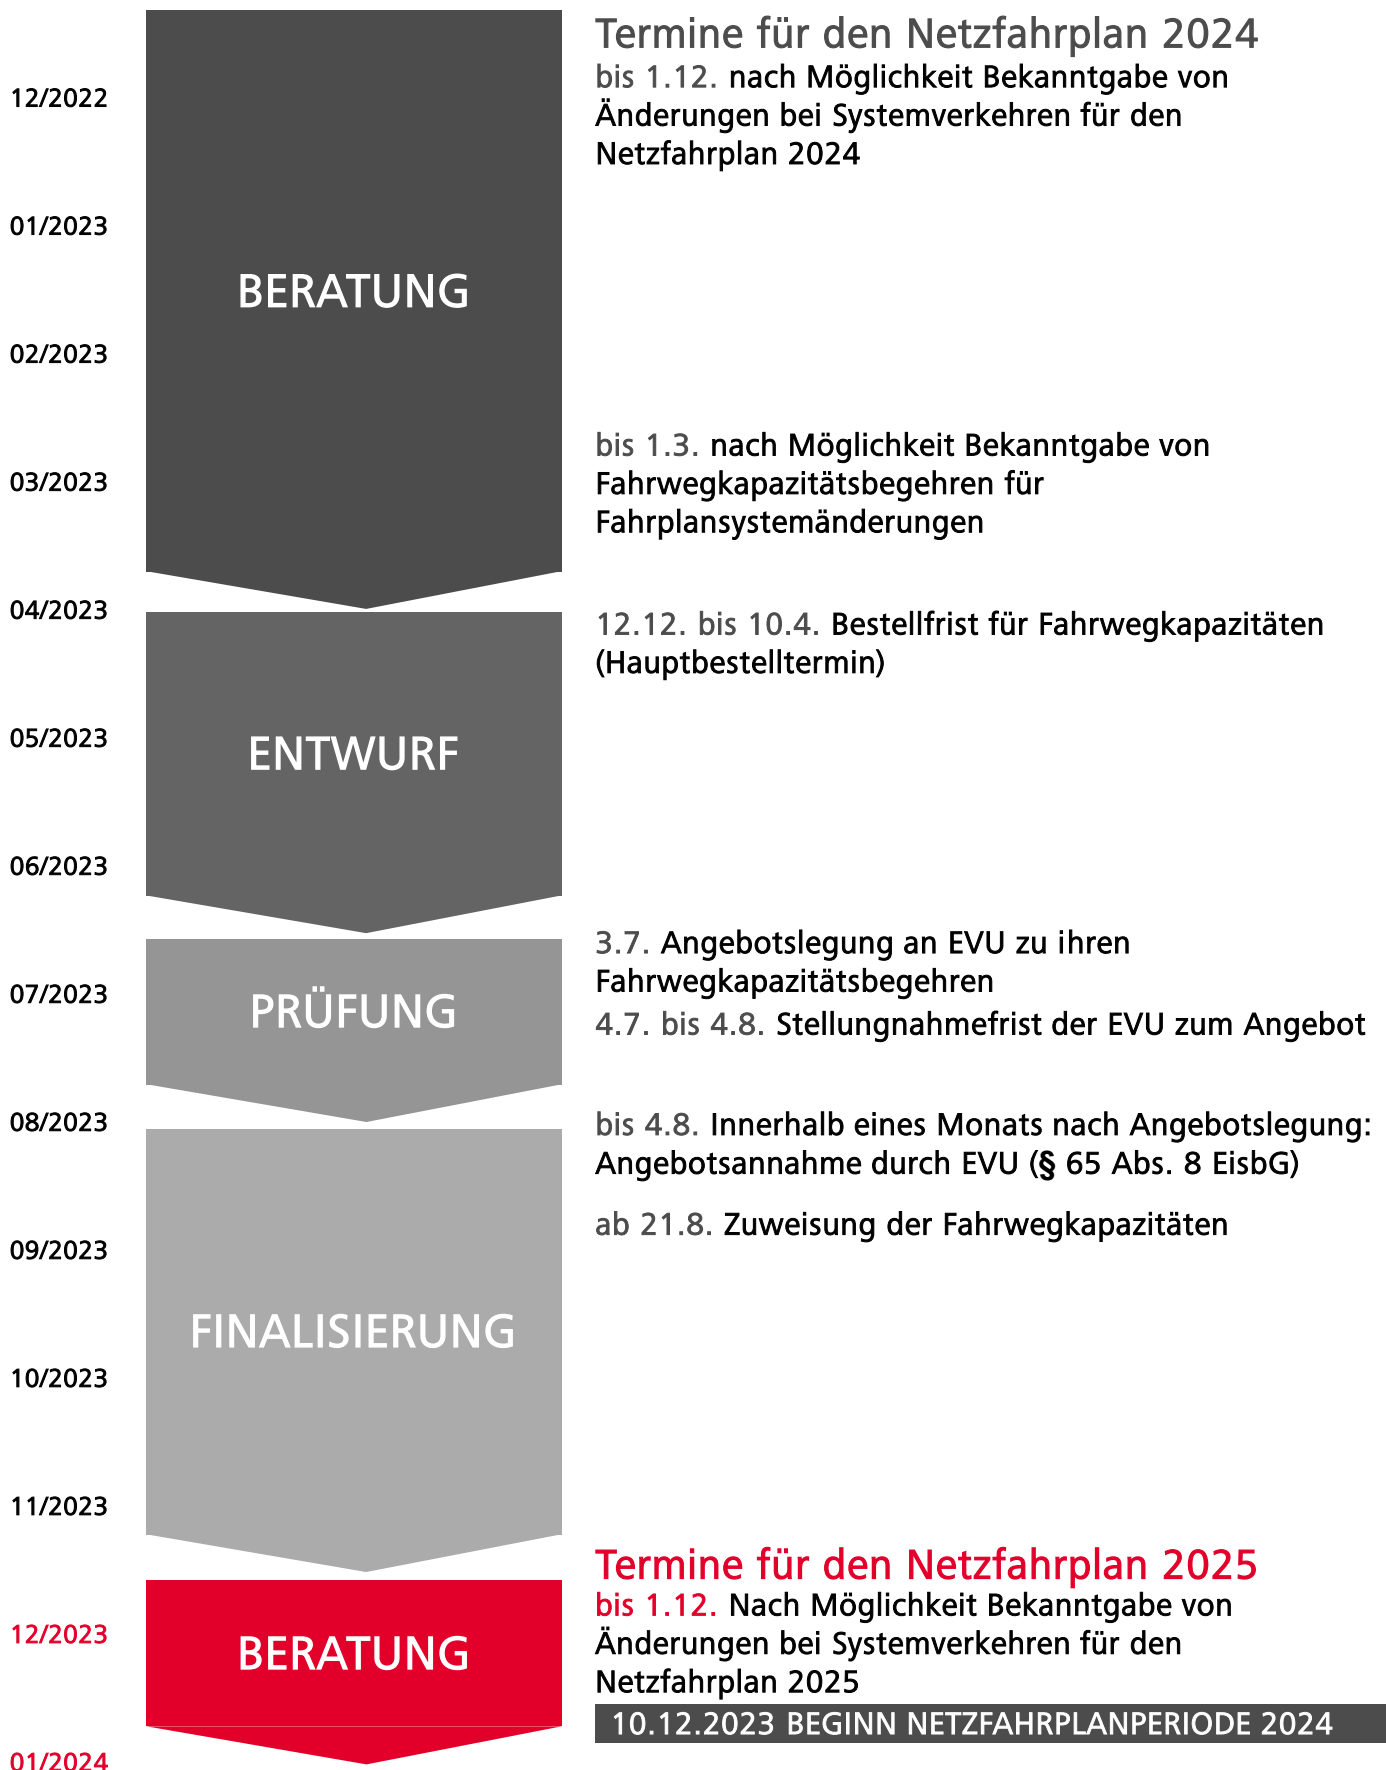 Termine für den Netzfahrplan 2024
bis 1.12. nach Möglichkeit Bekanntgabe von
12/2022
Änderungen bei Systemverkehren für den
Netzfahrplan 2024
01/2023
BERATUNG
02/2023
bis 1.3. nach Möglichkeit Bekanntgabe von
03/2023
Fahrwegkapazitätsbegehren für
Fahrplansystemänderungen
04/2023
12.12. bis 10.4. Bestellfrist für Fahrwegkapazitäten
(Hauptbestelltermin)
05/2023
ENTWURF
06/2023
3.7. Angebotslegung an EVU zu ihren
Fahrwegkapazitätsbegehren
07/2023
PRÜFUNG
4.7. bis 4.8. Stellungnahmefrist der EVU zum Angebot
08/2023
bis 4.8. Innerhalb eines Monats nach Angebotslegung:
Angebotsannahme durch EVU (§ 65 Abs. 8 EisbG)
ab 21.8. Zuweisung der Fahrwegkapazitäten
09/2023
FINALISIERUNG
10/2023
11/2023
Termine für den Netzfahrplan 2025
bis 1.12. Nach Möglichkeit Bekanntgabe von
12/2023
Änderungen bei Systemverkehren für den
BERATUNG
Netzfahrplan 2025
10.12.2023 BEGINN NETZFAHRPLANPERIODE 2024
01/2024